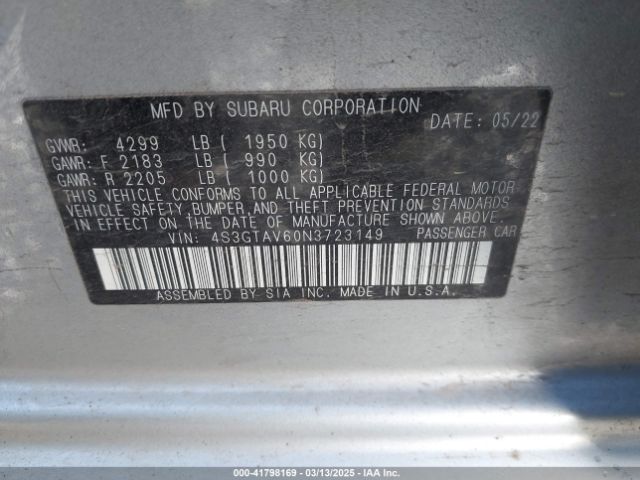 MFD BY SUBARU CORPORATION
DATE: 05/22
GVWR: 4299 LB ( 1950 KG)
GAWR: F 2183 LB ( 990 KG)
GAWR: R 2205 LB ( 1000 KG)
THIS VEHICLE CONFORMS TO ALL APPLICABLE FEDERAL MOTOR
VEHICLE SAFETY, BUMPER, AND THEFT PREVENTION STANDARDS
IN EFFECT ON THE DATE OF MANUFACTURE SHOWN ABOVE.
VIN: 4S3GTAV60N3723149 PASSENGER CAR
ASSEMBLED BY SIA INC. MADE IN U.S.A.
000-41798169 — 03/13/2025 — IAA Inc.